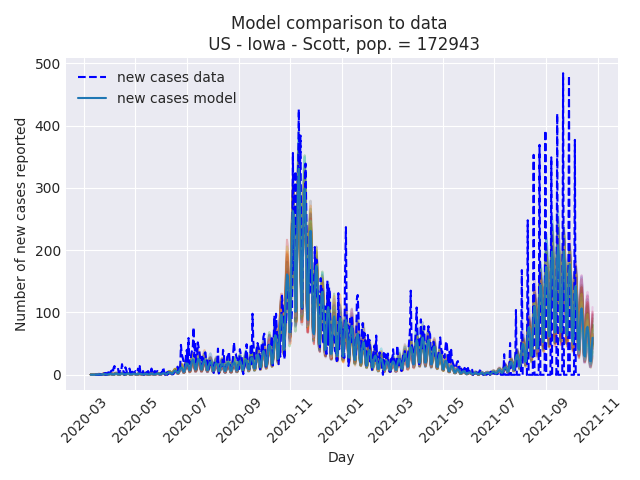 Model comparison to data
US - Iowa - Scott, pop. = 172943
new cases data
new cases model
Number of new cases reported
500
400
300
200
100
0
2020-03
2020-05
2020-07
2020-09
2020-11
2021-01
2021-03
2021-05
2021-07
2021-09
2021-11
Day